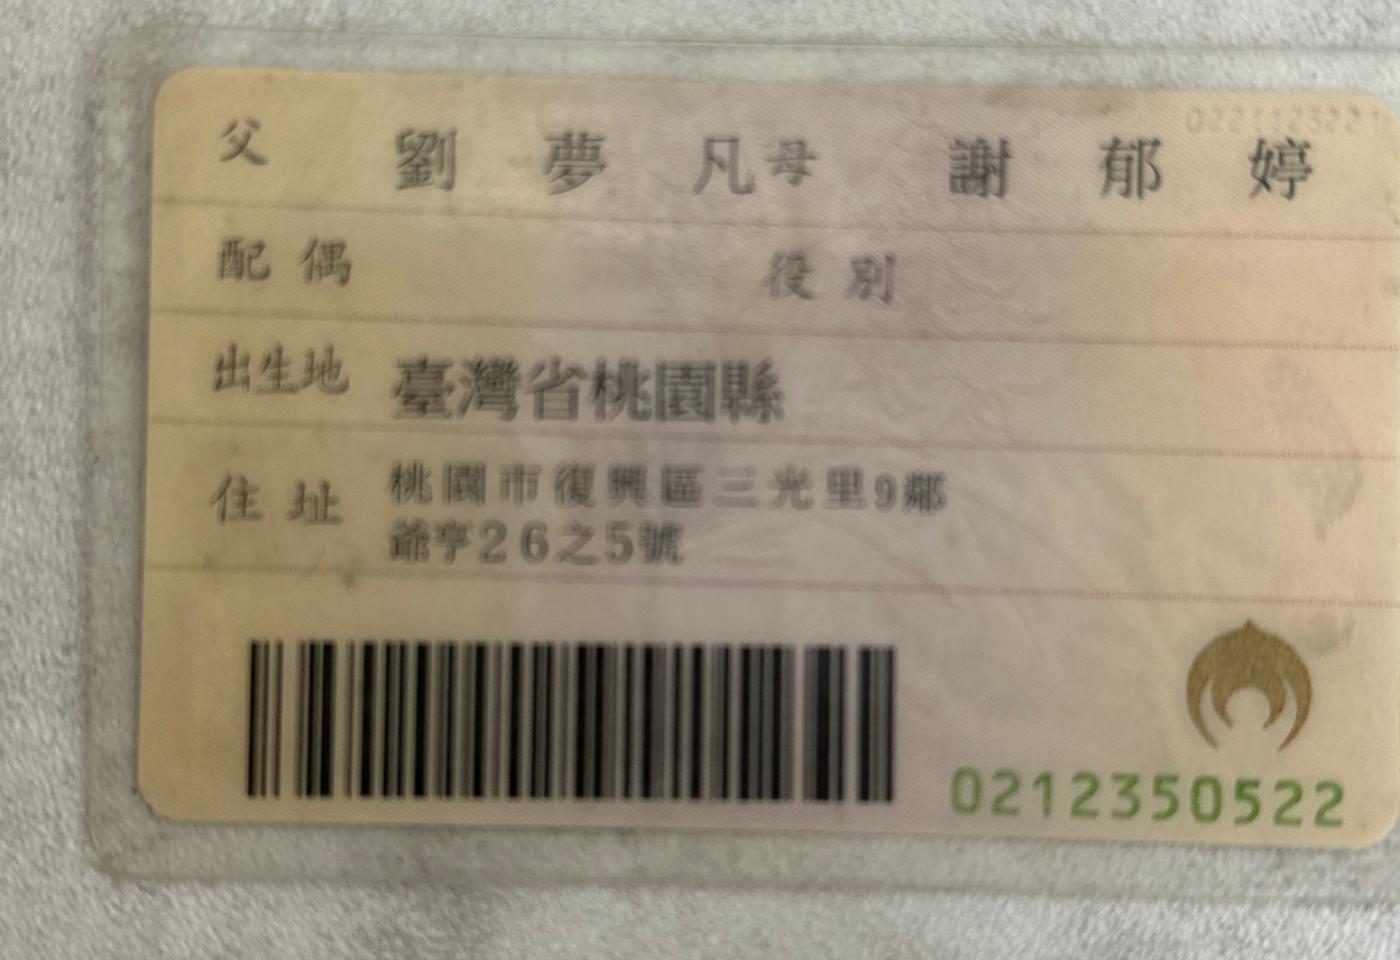 父 劉夢凡 母 謝郁婷
配偶 役別
出生地 臺灣省桃園縣
住址 桃園市復興區三光里9鄰
爺亨26之5號
0212350522